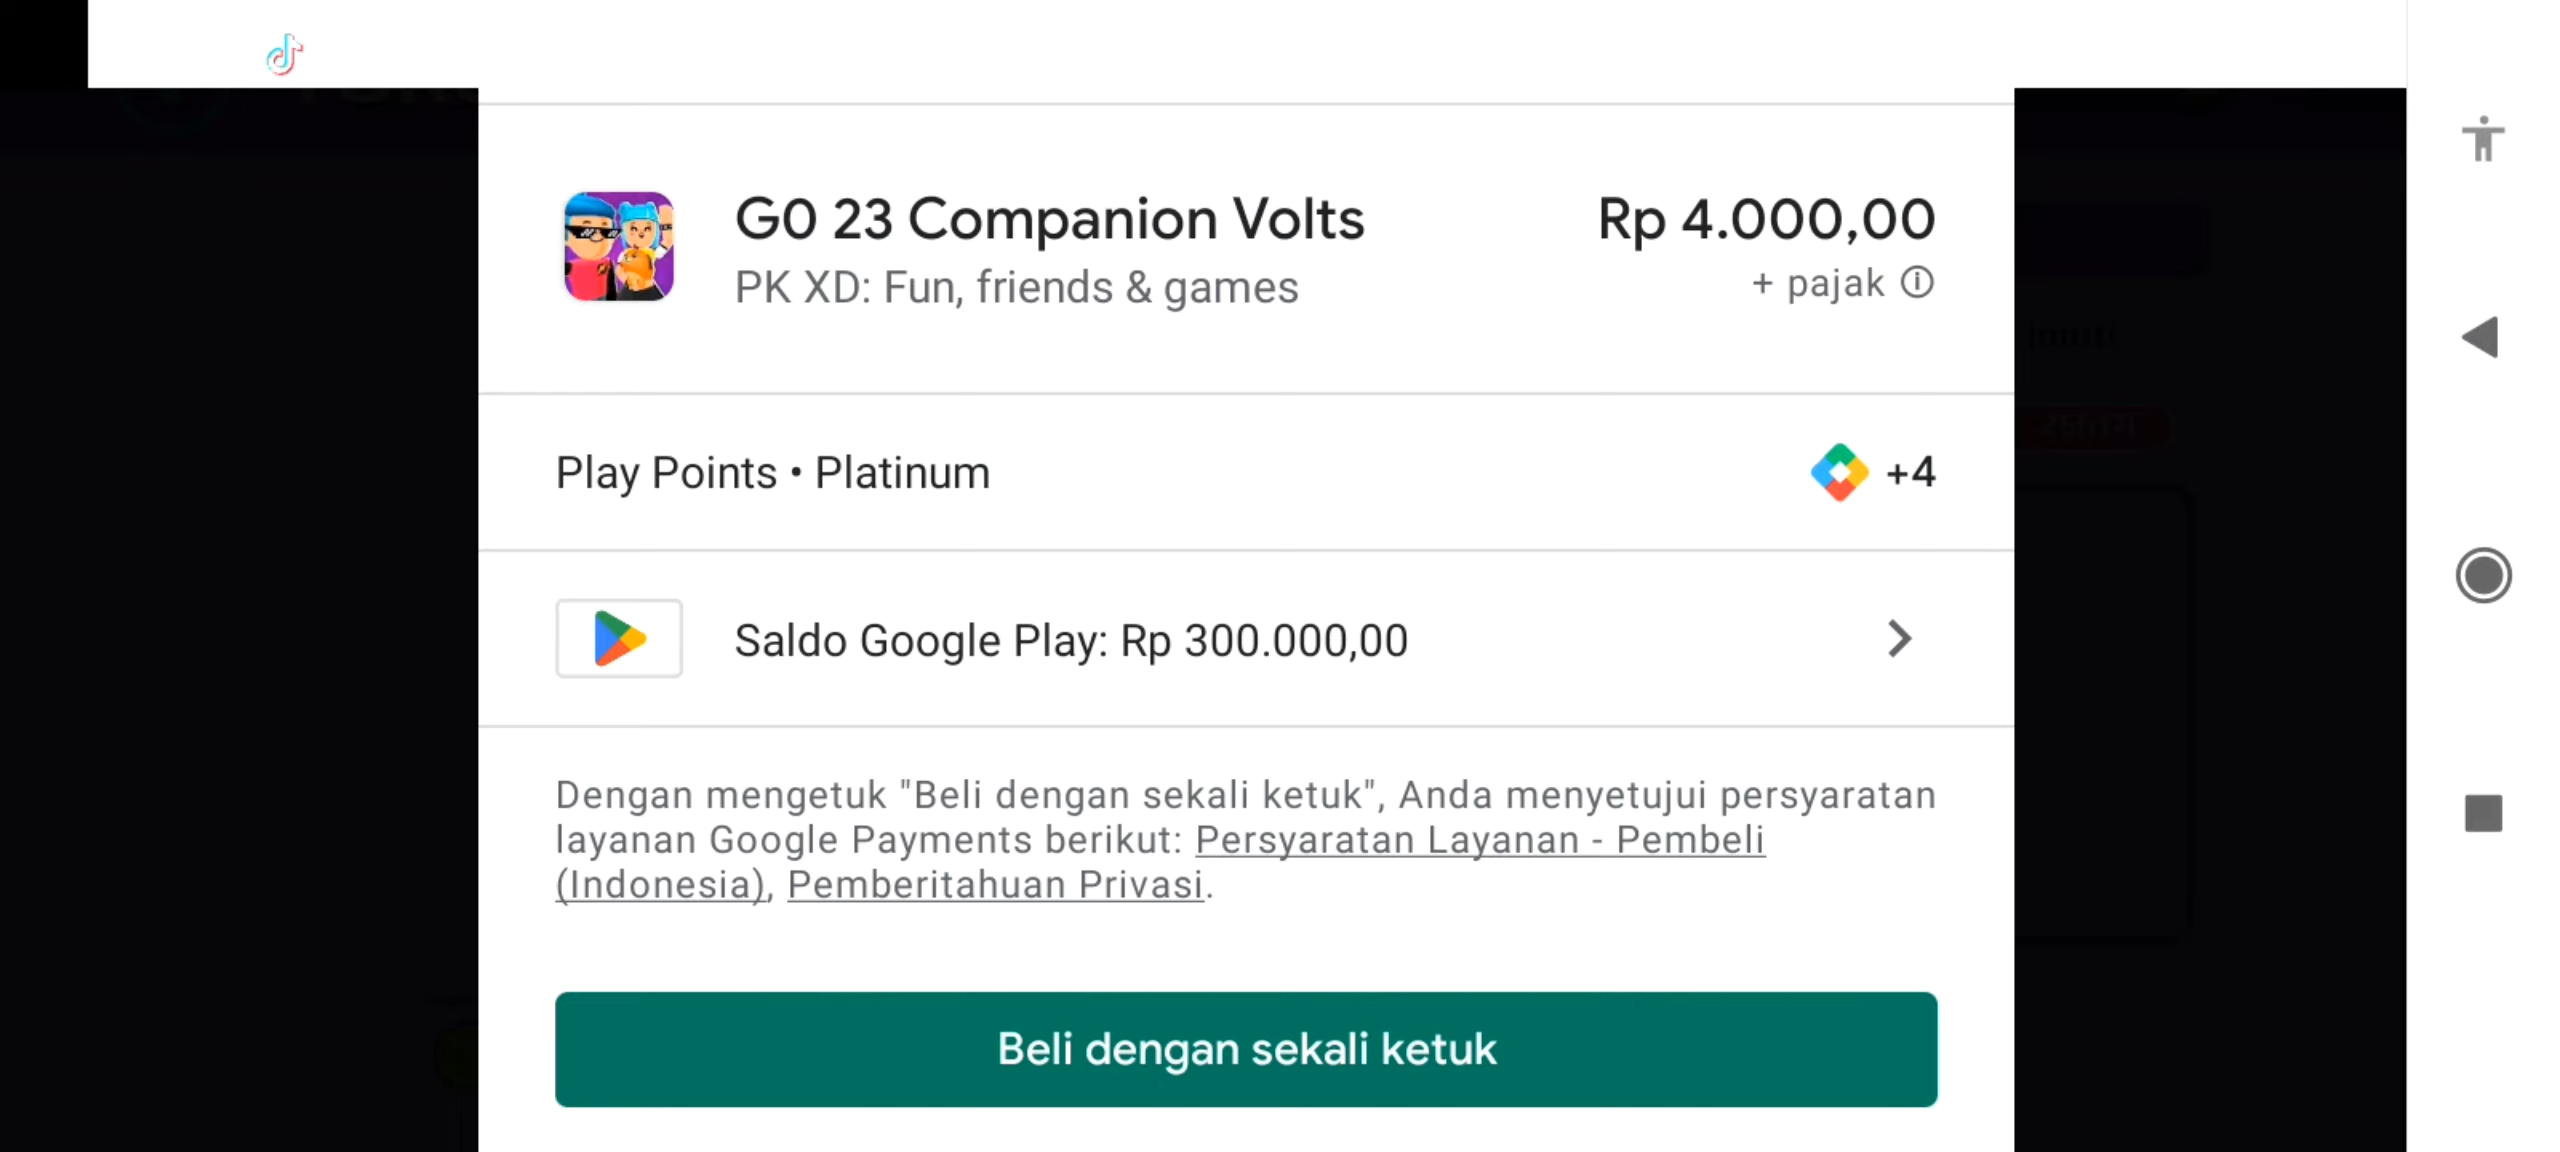 G0 23 Companion Volts
Rp 4.000,00
PK XD: Fun, friends & games
+ pajak
Play Points • Platinum
+4
Saldo Google Play: Rp 300.000,00
Dengan mengetuk "Beli dengan sekali ketuk", Anda menyetujui persyaratan
layanan Google Payments berikut: Persyaratan Layanan - Pembeli
(Indonesia), Pemberitahuan Privasi.
Beli dengan sekali ketuk